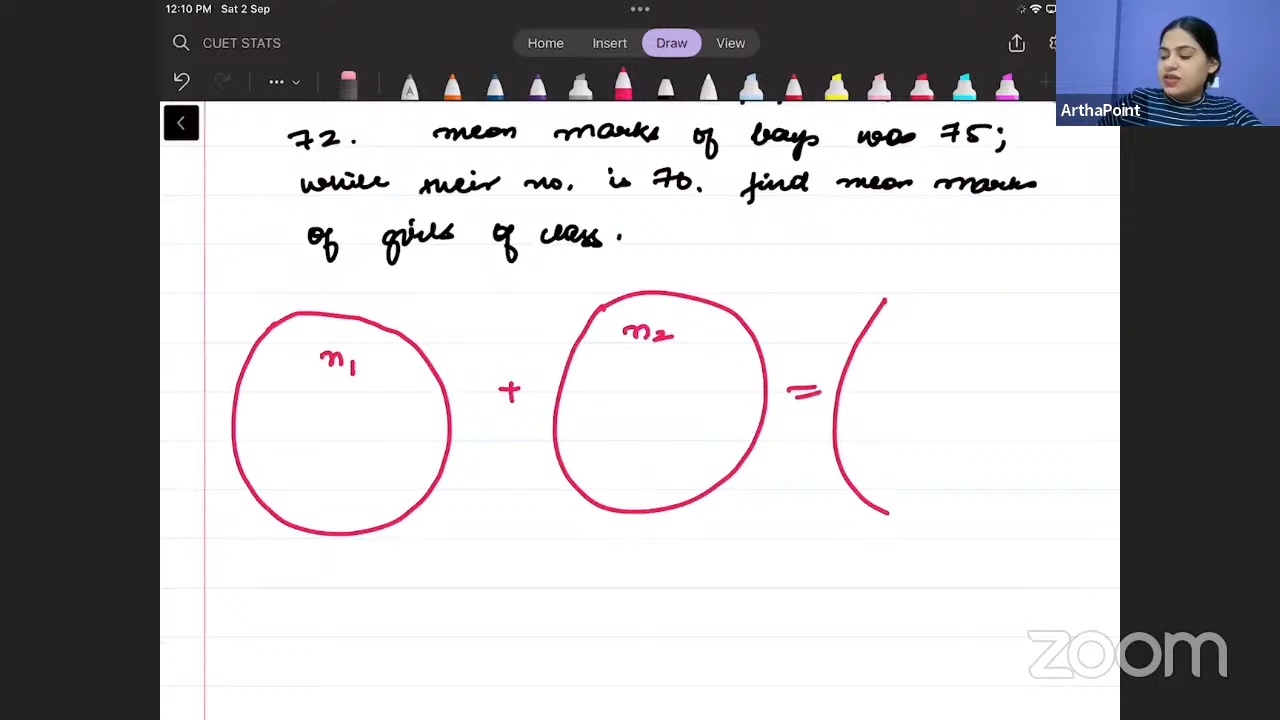 12:10 PM Sat 2 Sep
CUET STATS
Home Insert Draw View
A
ArthaPoint
72. mean marks of boys was 75;
while their no. is 70. find mean marks
of girls of class.
n1 + n2 =
zoom